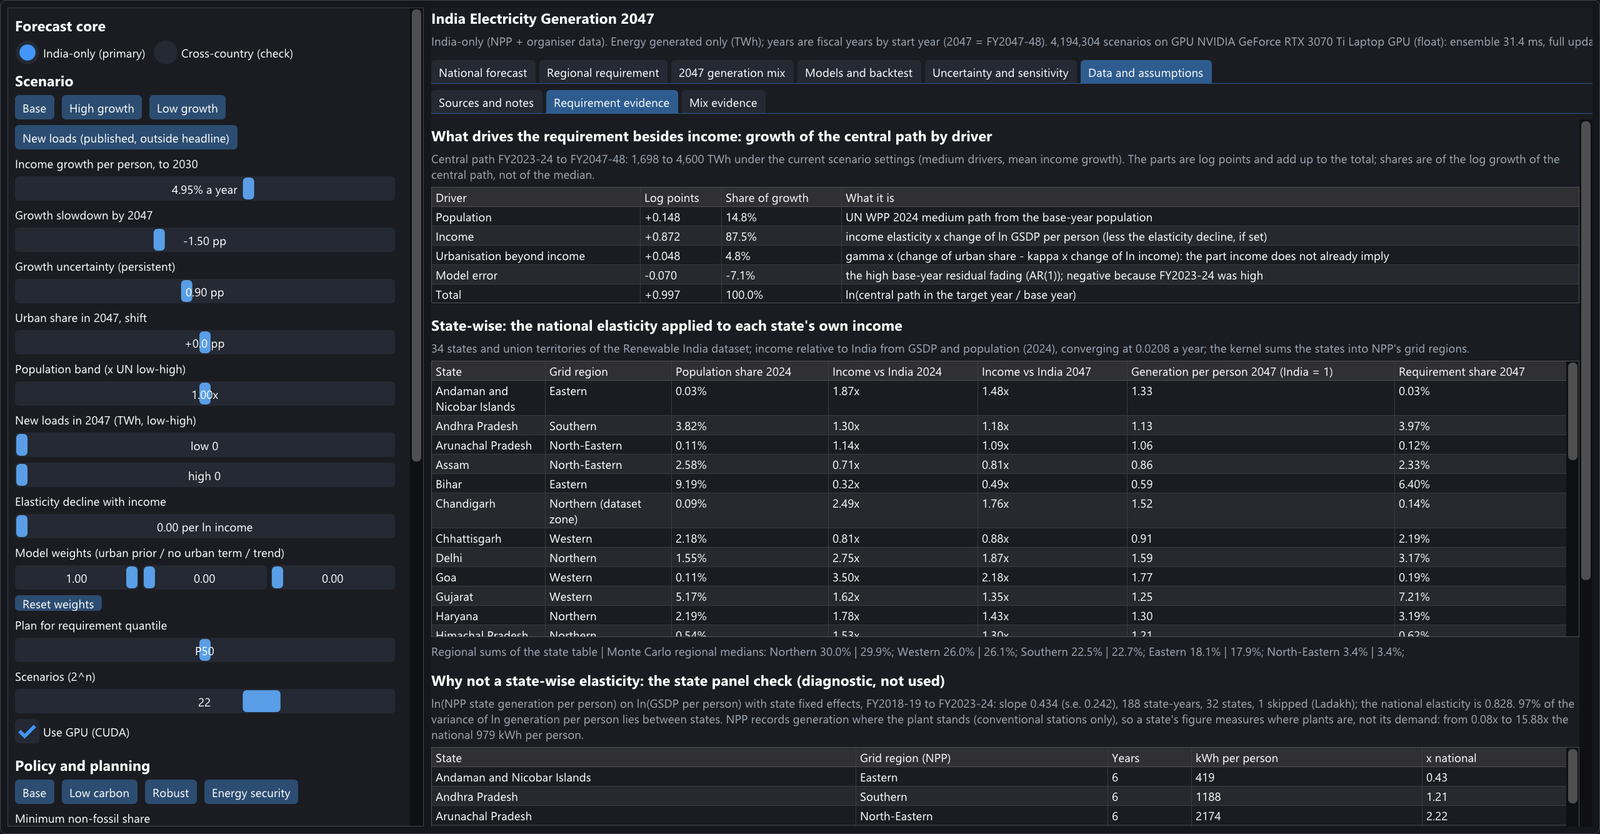 Forecast core
India-only (primary) Cross-country (check)
Scenario
Base High growth Low growth
New loads (published, outside headline)
Income growth per person, to 2030
4.95% a year
Growth slowdown by 2047
-1.50 pp
Growth uncertainty (persistent)
0.90 pp
Urban share in 2047, shift
+0.0 pp
Population band (x UN low-high)
1.00x
New loads in 2047 (TWh, low-high)
low 0
high 0
Elasticity decline with income
0.00 per ln income
Model weights (urban prior / no urban term / trend)
1.00 0.00 0.00
Reset weights
Plan for requirement quantile
P50
Scenarios (2^n)
22
Use GPU (CUDA)
Policy and planning
Base Low carbon Robust Energy security
Minimum non-fossil share
India Electricity Generation 2047
India-only (NPP + organiser data). Energy generated only (TWh); years are fiscal years by start year (2047 = FY2047-48). 4,194,304 scenarios on GPU NVIDIA GeForce RTX 3070 Ti Laptop GPU (float): ensemble 31.4 ms, full upda
National forecast Regional requirement 2047 generation mix Models and backtest Uncertainty and sensitivity Data and assumptions
Sources and notes Requirement evidence Mix evidence
What drives the requirement besides income: growth of the central path by driver
Central path FY2023-24 to FY2047-48: 1,698 to 4,600 TWh under the current scenario settings (medium drivers, mean income growth). The parts are log points and add up to the total; shares are of the log growth of the
central path, not of the median.
Driver Log points Share of growth What it is
Population +0.148 14.8% UN WPP 2024 medium path from the base-year population
Income +0.872 87.5% income elasticity x change of ln GSDP per person (less the elasticity decline, if set)
Urbanisation beyond income +0.048 4.8% gamma x (change of urban share - kappa x change of ln income): the part income does not already imply
Model error -0.070 -7.1% the high base-year residual fading (AR(1)); negative because FY2023-24 was high
Total +0.997 100.0% ln(central path in the target year / base year)
State-wise: the national elasticity applied to each state's own income
34 states and union territories of the Renewable India dataset; income relative to India from GSDP and population (2024), converging at 0.0208 a year; the kernel sums the states into NPP's grid regions.
State Grid region Population share 2024 Income vs India 2024 Income vs India 2047 Generation per person 2047 (India = 1) Requirement share 2047
Andaman and Eastern 0.03% 1.87x 1.48x 1.33 0.03%
Nicobar Islands
Andhra Pradesh Southern 3.82% 1.30x 1.18x 1.13 3.97%
Arunachal Pradesh North-Eastern 0.11% 1.14x 1.09x 1.06 0.12%
Assam North-Eastern 2.58% 0.71x 0.81x 0.86 2.33%
Bihar Eastern 9.19% 0.32x 0.49x 0.59 6.40%
Chandigarh Northern (dataset 0.09% 2.49x 1.76x 1.52 0.14%
zone)
Chhattisgarh Western 2.18% 0.81x 0.88x 0.91 2.19%
Delhi Northern 1.55% 2.75x 1.87x 1.59 3.17%
Goa Western 0.11% 3.50x 2.18x 1.77 0.19%
Gujarat Western 5.17% 1.62x 1.35x 1.25 7.21%
Haryana Northern 2.19% 1.78x 1.43x 1.30 3.19%
Himachal Pradesh Northern 0.54% 1.53x 1.30x 1.21 0.62%
Regional sums of the state table | Monte Carlo regional medians: Northern 30.0% | 29.9%; Western 26.0% | 26.1%; Southern 22.5% | 22.7%; Eastern 18.1% | 17.9%; North-Eastern 3.4% | 3.4%;
Why not a state-wise elasticity: the state panel check (diagnostic, not used)
ln(NPP state generation per person) on ln(GSDP per person) with state fixed effects, FY2018-19 to FY2023-24: slope 0.434 (s.e. 0.242), 188 state-years, 32 states, 1 skipped (Ladakh); the national elasticity is 0.828. 97% of the
variance of ln generation per person lies between states. NPP records generation where the plant stands (conventional stations only), so a state's figure measures where plants are, not its demand: from 0.08x to 15.88x the
national 979 kWh per person.
State Grid region (NPP) Years kWh per person x national
Andaman and Nicobar Islands Eastern 6 419 0.43
Andhra Pradesh Southern 6 1188 1.21
Arunachal Pradesh North-Eastern 6 2174 2.22